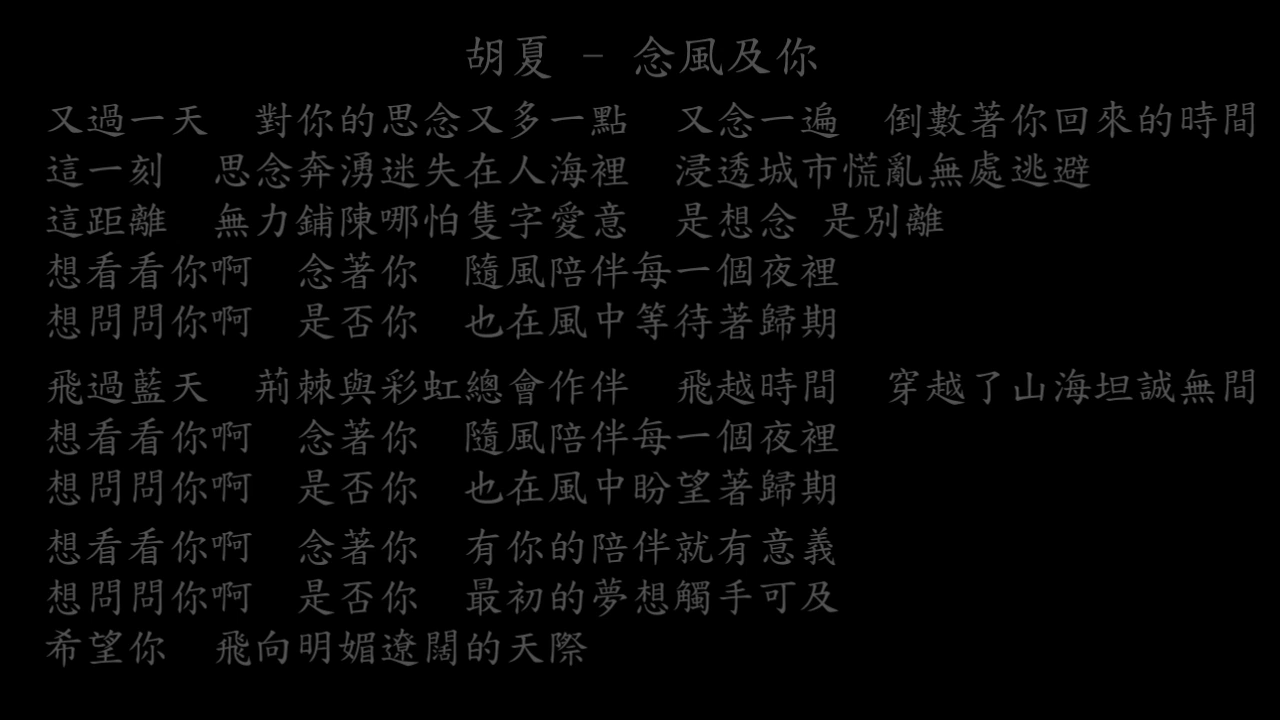 胡夏 - 念風及你
又過一天　對你的思念又多一點　又念一遍　倒數著你回來的時間
這一刻　思念奔湧迷失在人海裡　浸透城市慌亂無處逃避
這距離　無力鋪陳哪怕隻字愛意　是想念 是別離
想看看你啊　念著你　隨風陪伴每一個夜裡
想問問你啊　是否你　也在風中等待著歸期
飛過藍天　荊棘與彩虹總會作伴　飛越時間　穿越了山海坦誠無間
想看看你啊　念著你　隨風陪伴每一個夜裡
想問問你啊　是否你　也在風中盼望著歸期
想看看你啊　念著你　有你的陪伴就有意義
想問問你啊　是否你　最初的夢想觸手可及
希望你　飛向明媚遼闊的天際